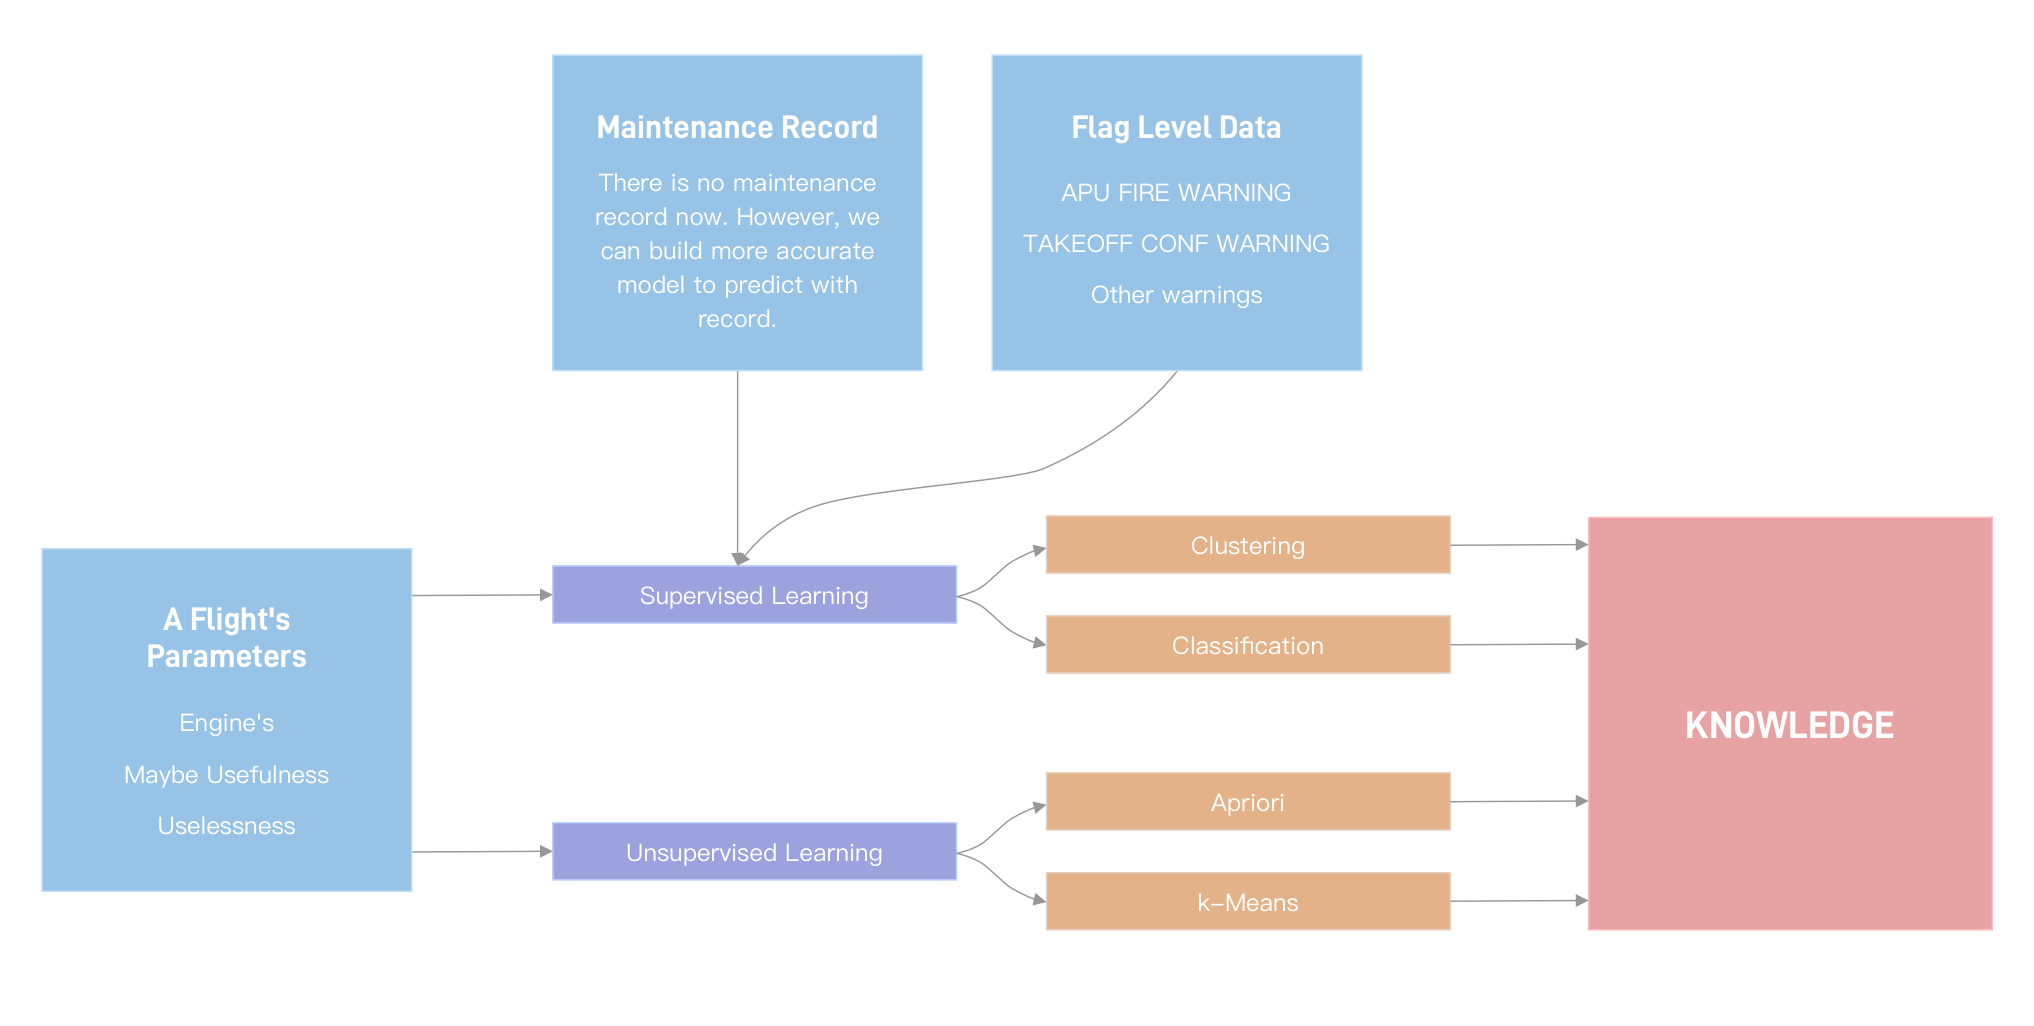 Maintenance Record
There is no maintenance
record now. However, we
can build more accurate
model to predict with
record.
Flag Level Data
APU FIRE WARNING
TAKEOFF CONF WARNING
Other warnings
A Flight's
Parameters
Engine's
Maybe Usefulness
Uselessness
Supervised Learning
Unsupervised Learning
Clustering
Classification
Apriori
k-Means
KNOWLEDGE